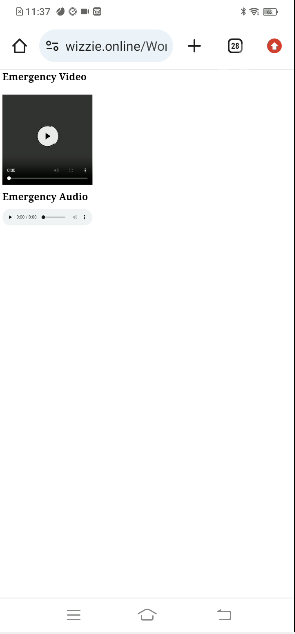 11:37
wizzie.online/Wor
28
Emergency Video
0:00
Emergency Audio
0:00 / 0:00